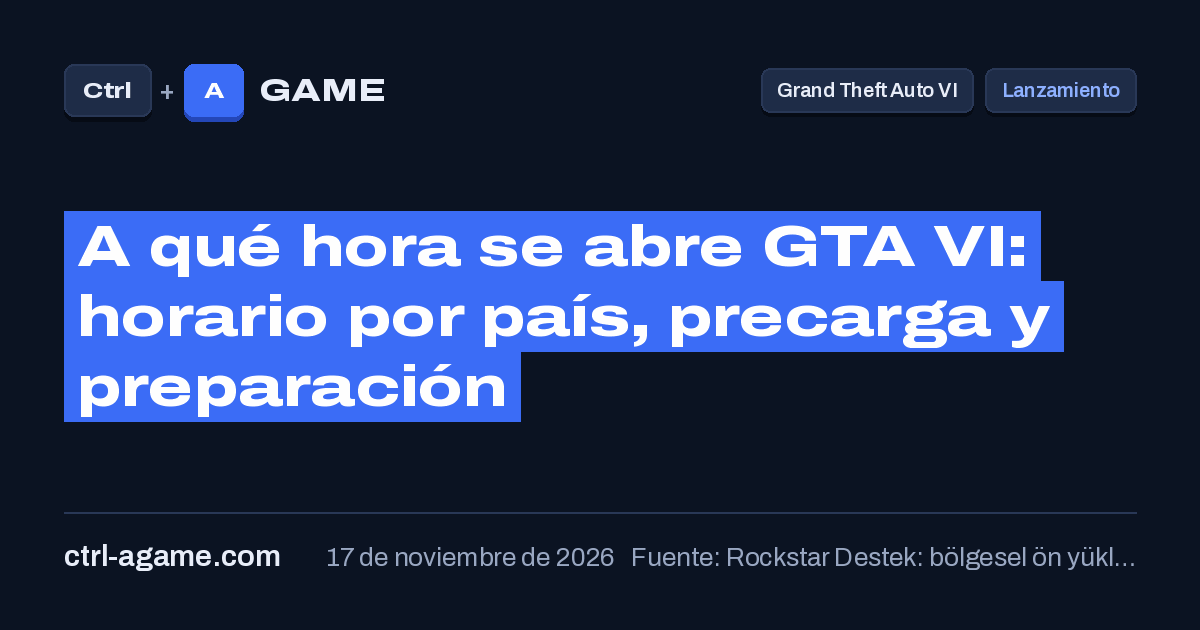 Ctrl + A GAME
Grand Theft Auto VI
Lanzamiento
A qué hora se abre GTA VI:
horario por país, precarga y
preparación
ctrl-agame.com
17 de noviembre de 2026
Fuente: Rockstar Destek: bölgesel ön yükl…